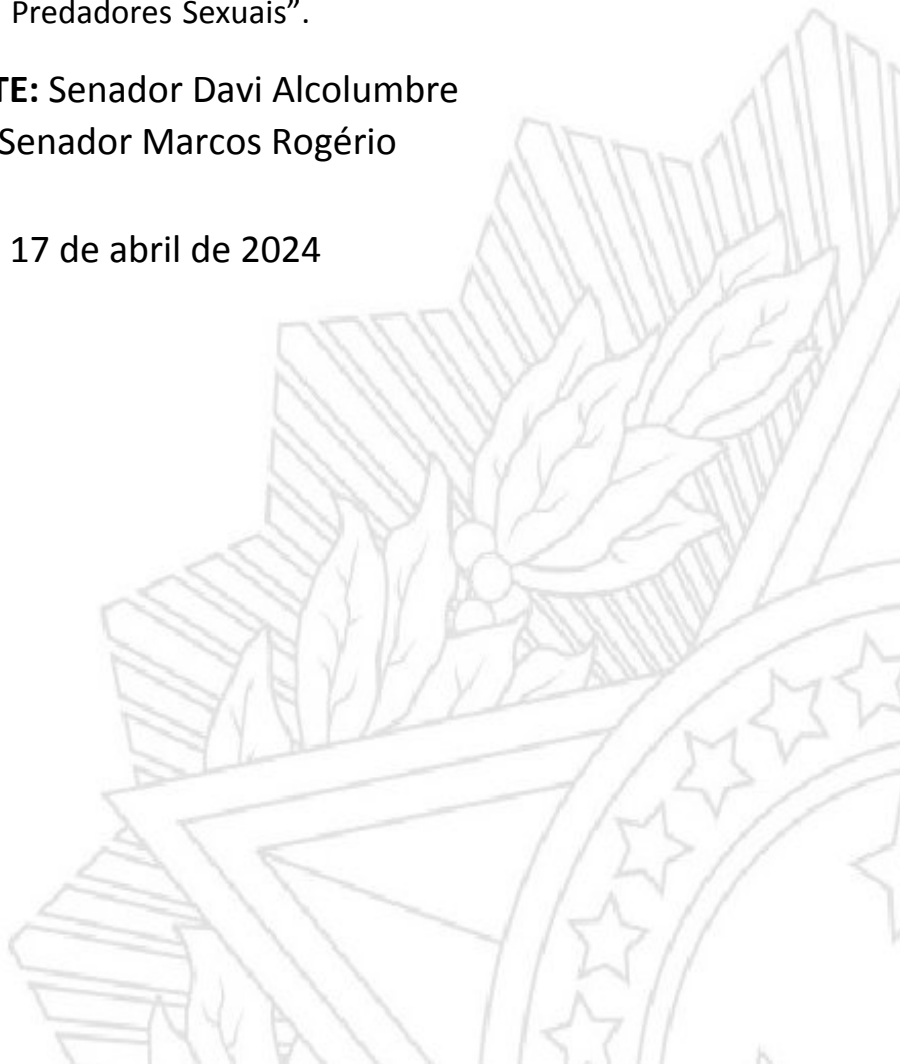 Predadores Sexuais”.
TE: Senador Davi Alcolumbre
Senador Marcos Rogério
17 de abril de 2024